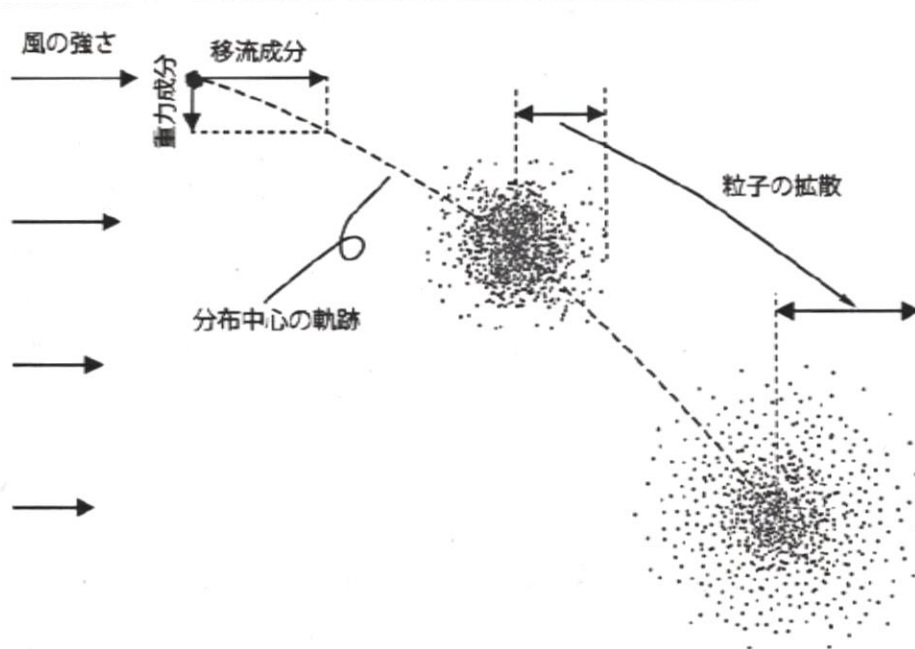 風の強さ
移流成分
重力成分
粒子の拡散
分布中心の軌跡